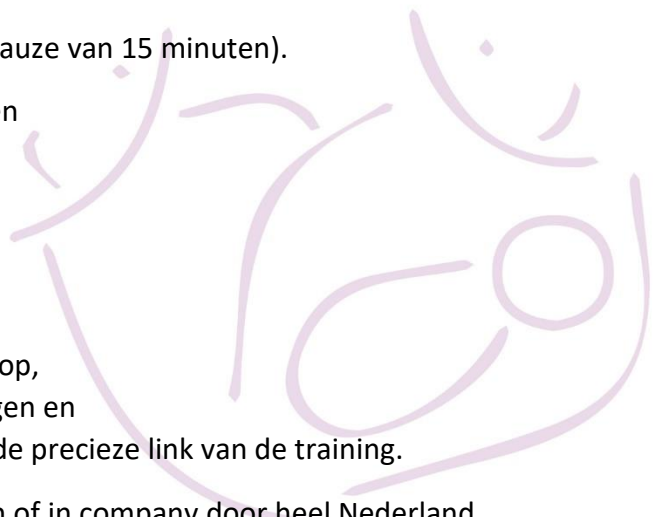 auze van 15 minuten).
en
op,
gen en
de precieze link van de training.
n of in company door heel Nederland